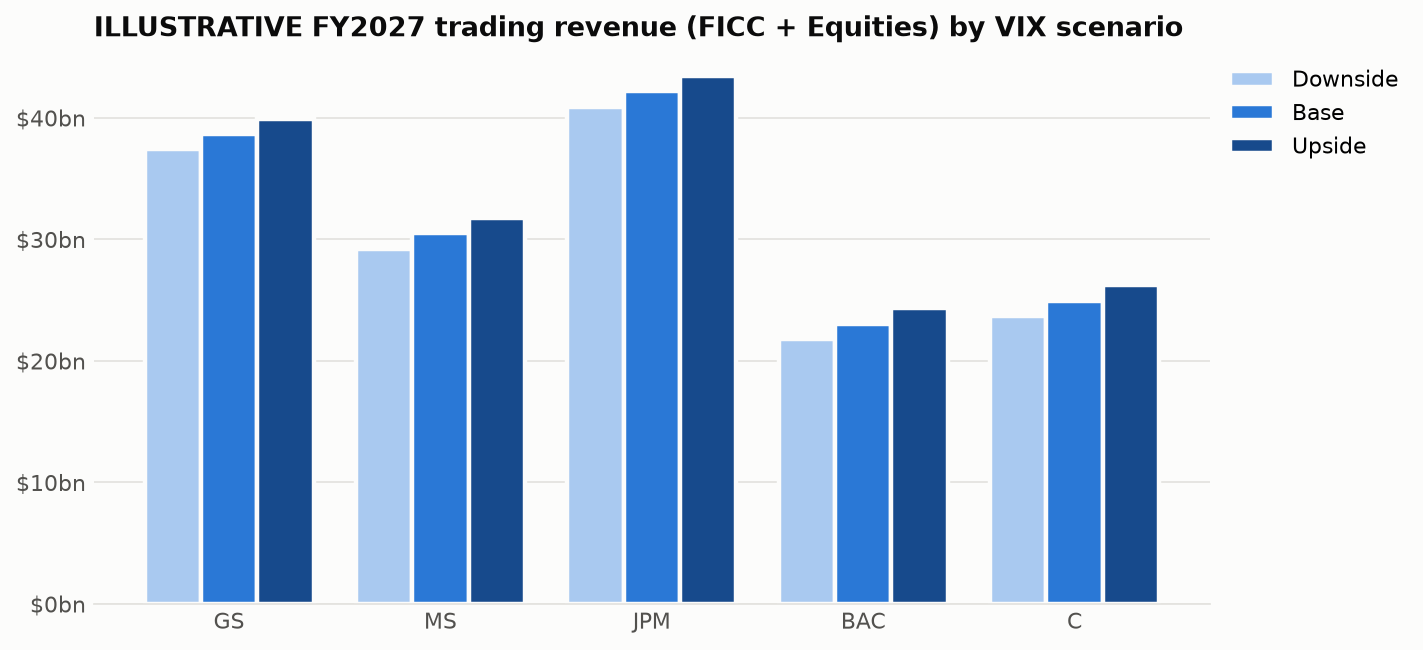 ILLUSTRATIVE FY2027 trading revenue (FICC + Equities) by VIX scenario
Downside
Base
Upside
$40bn
$30bn
$20bn
$10bn
$0bn
GS MS JPM BAC C